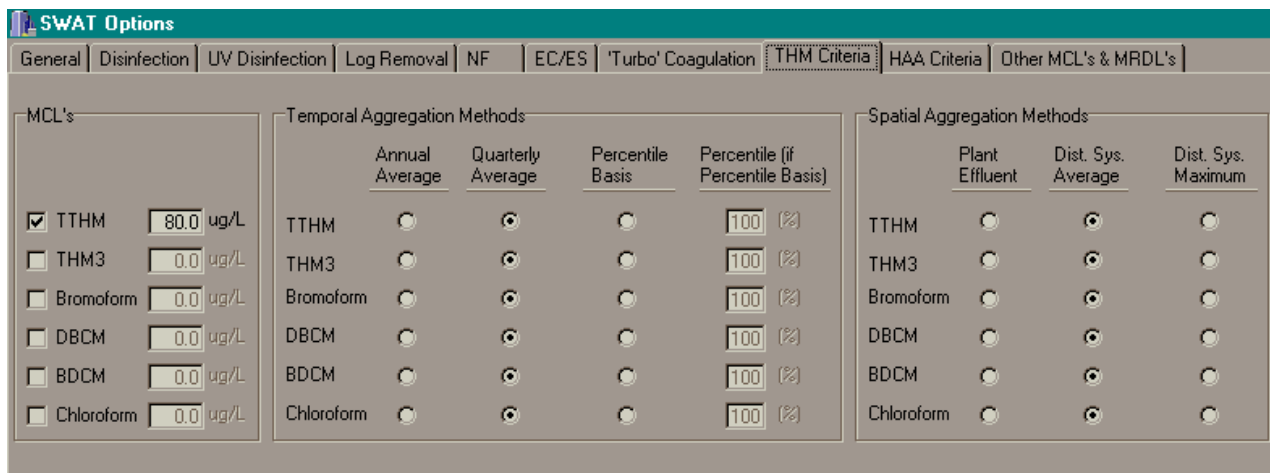 SWAT Options
General Disinfection UV Disinfection Log Removal NF EC/ES 'Turbo' Coagulation THM Criteria HAA Criteria Other MCL's & MRDL's
MCL's
TTHM 80.0 ug/L
THM3 0.0 ug/L
Bromoform 0.0 ug/L
DBCM 0.0 ug/L
BDCM 0.0 ug/L
Chloroform 0.0 ug/L
Temporal Aggregation Methods
Annual Quarterly Percentile Percentile (if
Average Average Basis Percentile Basis)
TTHM 100 (%)
THM3 100 (%)
Bromoform 100 (%)
DBCM 100 (%)
BDCM 100 (%)
Chloroform 100 (%)
Spatial Aggregation Methods
Plant Dist. Sys. Dist. Sys.
Effluent Average Maximum
TTHM
THM3
Bromoform
DBCM
BDCM
Chloroform